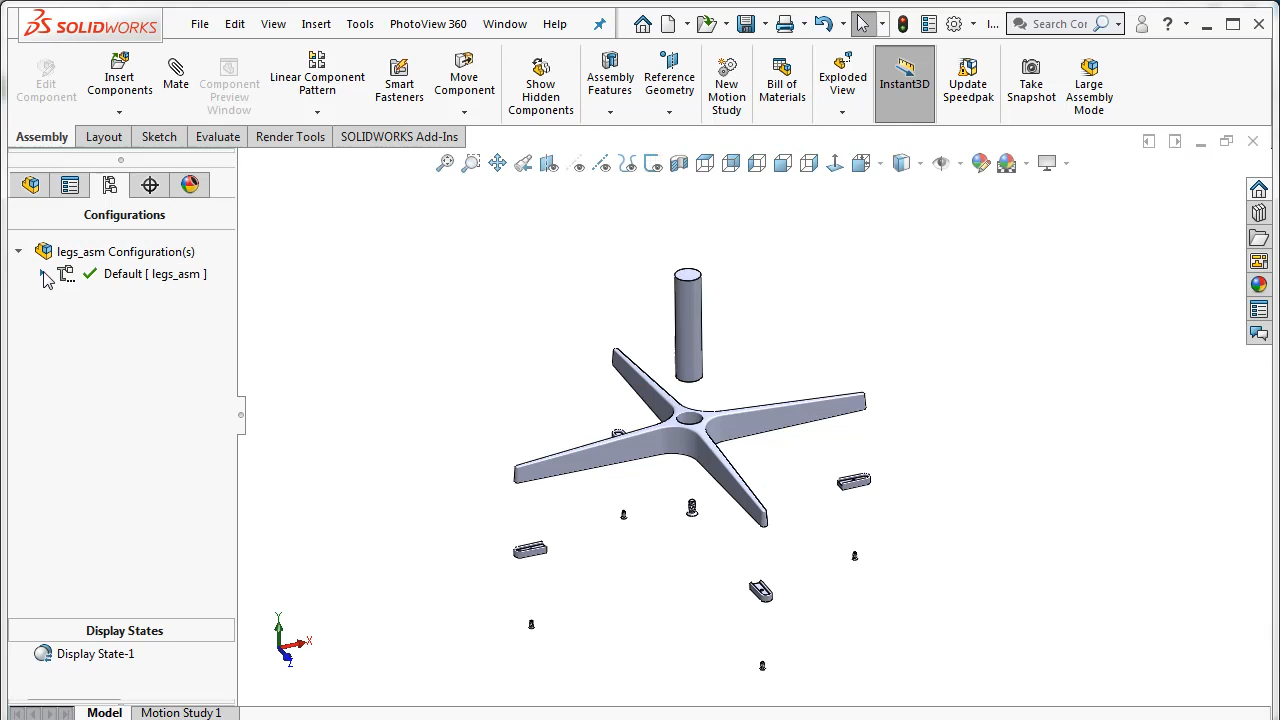 SOLIDWORKS
File Edit View Insert Tools PhotoView 360 Window Help
I... Search Cor ?
Edit Component
Insert Components
Mate
Component Preview Window
Linear Component Pattern
Smart Fasteners
Move Component
Show Hidden Components
Assembly Features
Reference Geometry
New Motion Study
Bill of Materials
Exploded View
Instant3D
Update Speedpak
Take Snapshot
Large Assembly Mode
Assembly Layout Sketch Evaluate Render Tools SOLIDWORKS Add-Ins
Configurations
legs_asm Configuration(s)
Default [ legs_asm ]
Y
X
Z
Display States
Display State-1
Model Motion Study 1